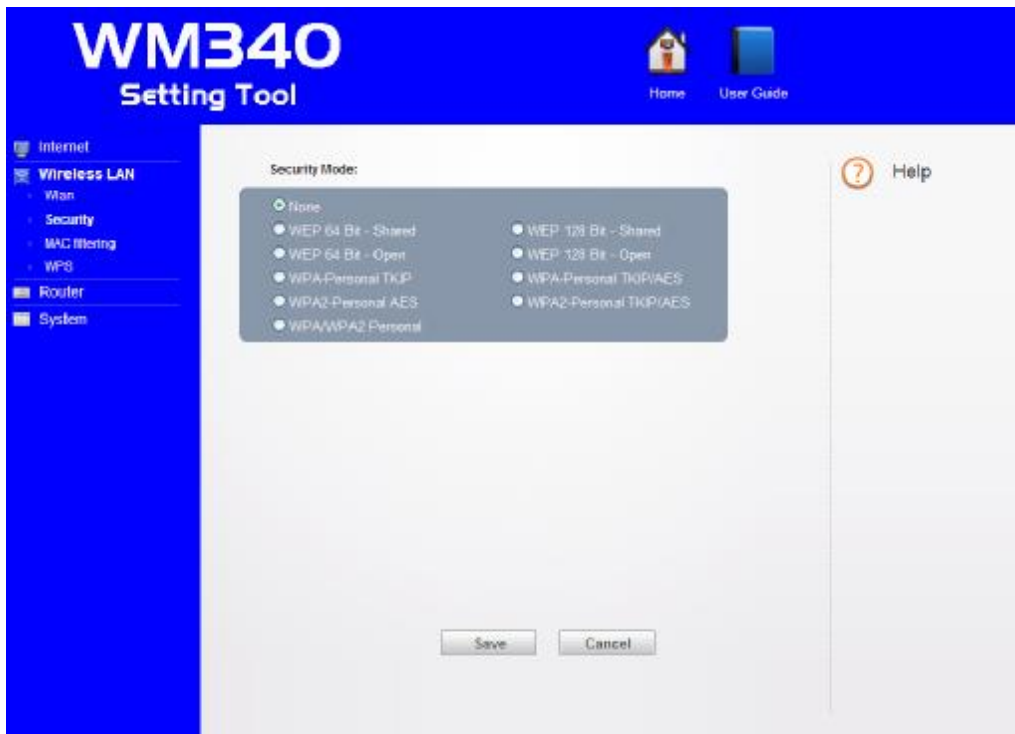 WM340
Setting Tool
Home
User Guide
Internet
Wireless LAN
Wlan
Security
MAC filtering
WPS
Router
System
Security Mode:
None
WEP 64 Bit - Shared
WEP 128 Bit - Shared
WEP 64 Bit - Open
WEP 128 Bit - Open
WPA-Personal TKIP
WPA-Personal TKIP/AES
WPA2-Personal AES
WPA2-Personal TKIP/AES
WPA/WPA2 Personal
Save
Cancel
? Help